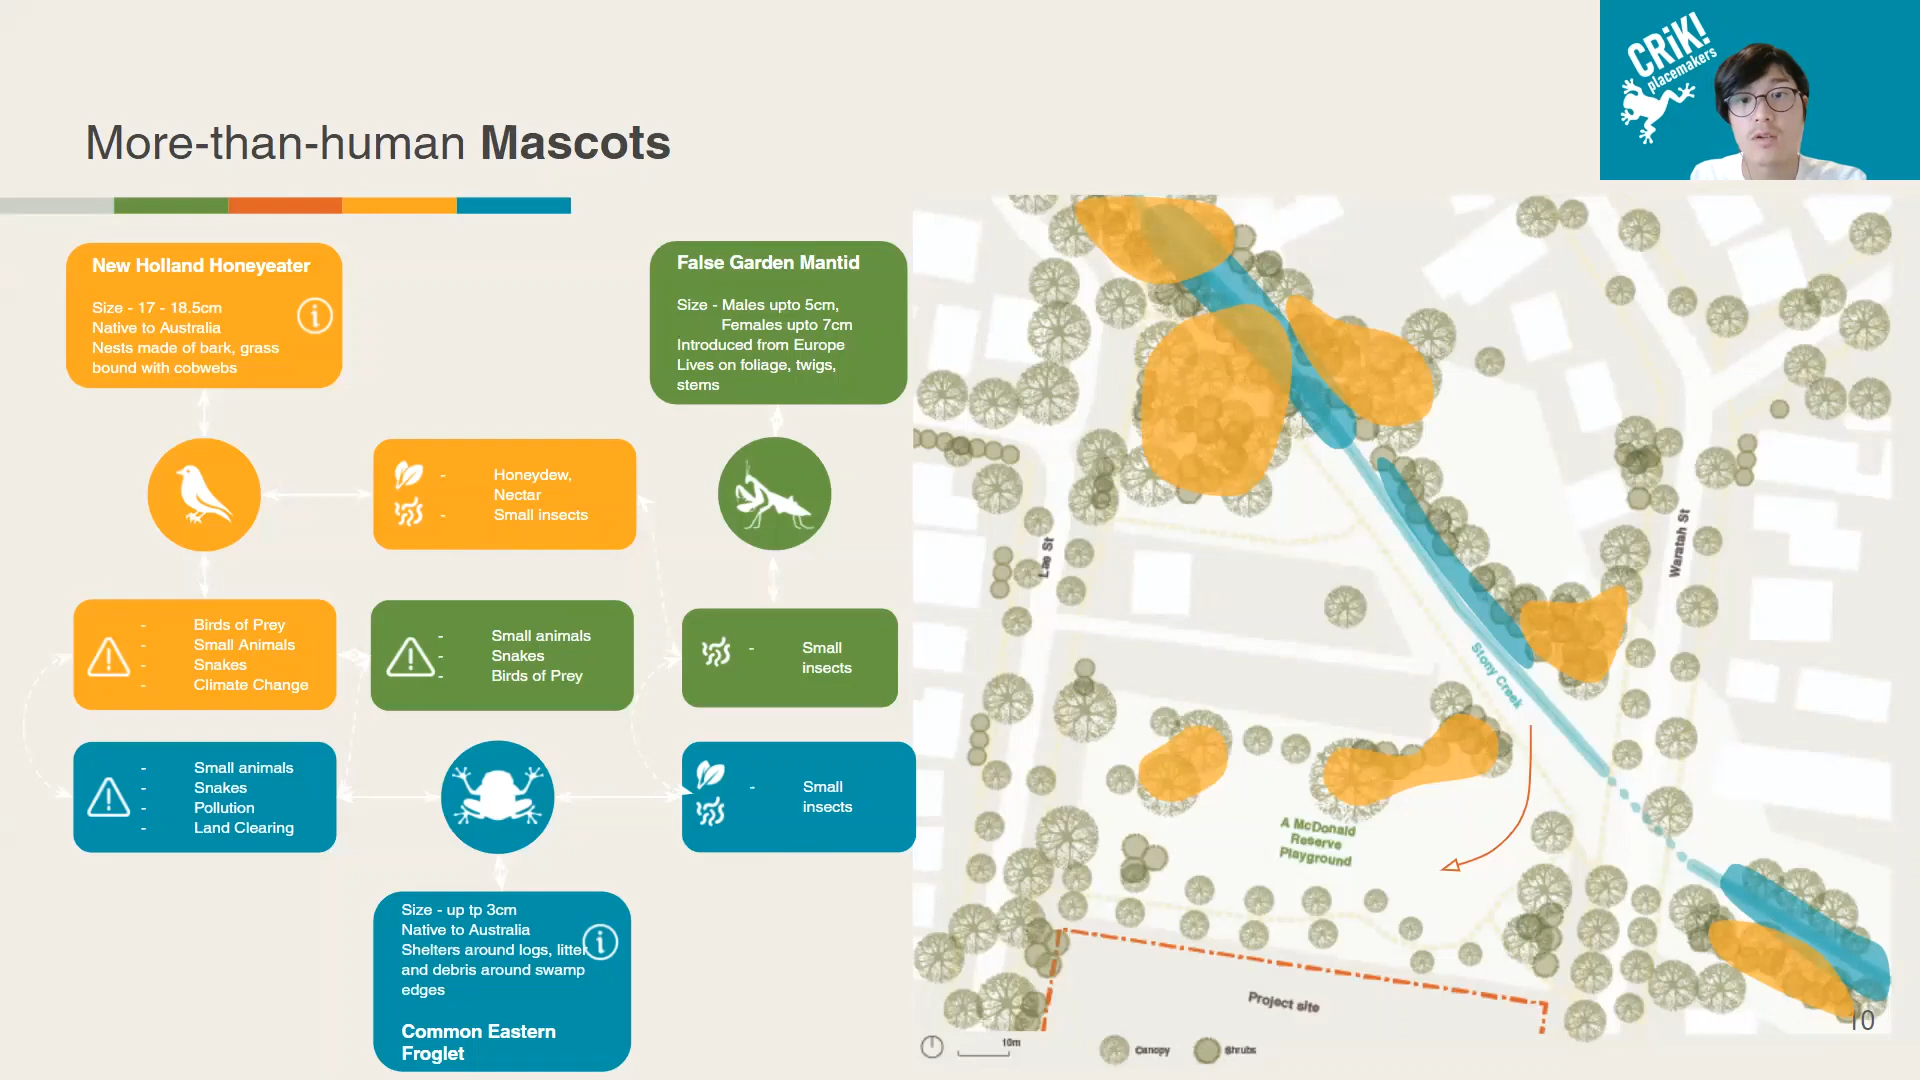 CRiK!
placemakers
More-than-human Mascots
New Holland Honeyeater
Size - 17 - 18.5cm
Native to Australia
Nests made of bark, grass
bound with cobwebs
False Garden Mantid
Size - Males upto 5cm,
Females upto 7cm
Introduced from Europe
Lives on foliage, twigs,
stems
- Honeydew,
Nectar
- Small insects
- Birds of Prey
- Small Animals
- Snakes
- Climate Change
- Small animals
- Snakes
- Birds of Prey
- Small
insects
- Small animals
- Snakes
- Pollution
- Land Clearing
- Small
insects
Size - up tp 3cm
Native to Australia
Shelters around logs, litter
and debris around swamp
edges
Common Eastern
Froglet
Lae St
Waratah St
Stony Creek
A McDonald
Reserve
Playground
Project site
10m
Canopy
Shrubs
10